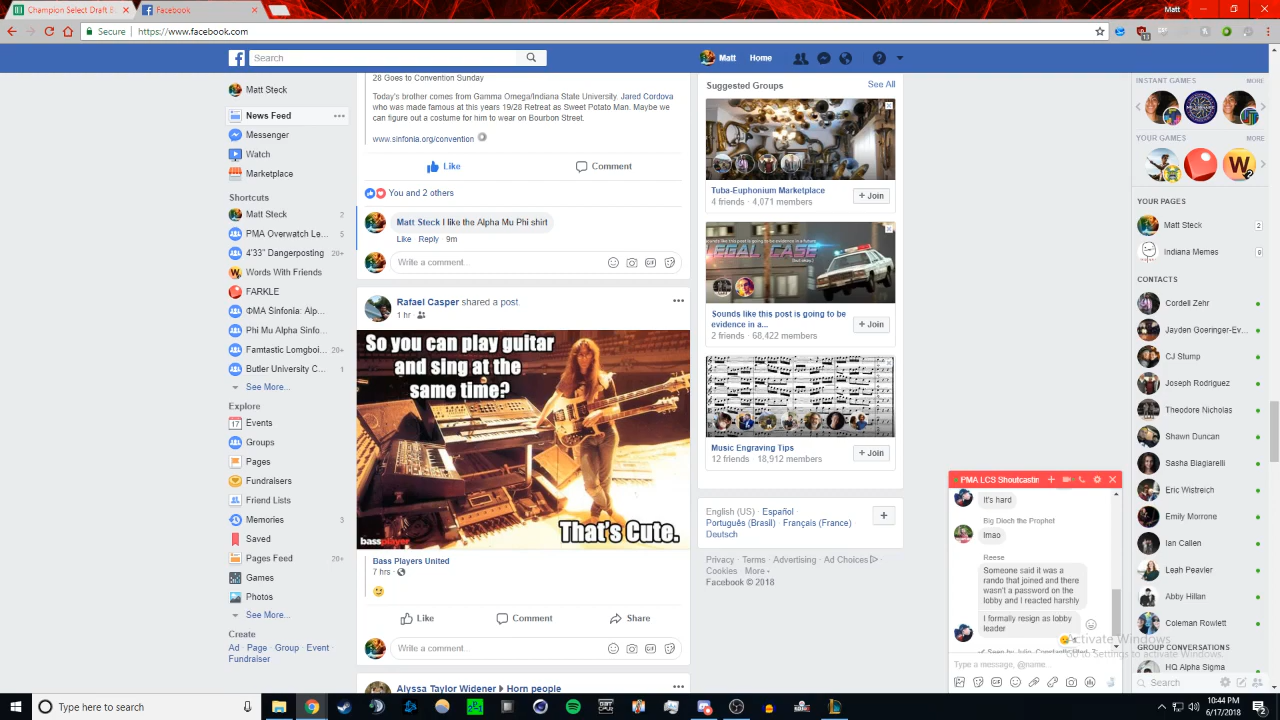 Champion Select Draft B
Facebook
Matt
Secure
https://www.facebook.com
Search
Matt
Home
Matt Steck
News Feed
Messenger
Watch
Marketplace
Shortcuts
Matt Steck 2
PMA Overwatch Le... 5
4'33" Dangerposting 20+
Words With Friends
FARKLE
ΦMA Sinfonia: Alp...
Phi Mu Alpha Sinfo...
Famtastic Lomgboi... 20+
Butler University C... 1
See More...
Explore
Events
17
Groups
Pages
Fundraisers
Friend Lists
Memories 3
Saved
Pages Feed 20+
Games
Photos
See More...
Create
Ad · Page · Group · Event ·
Fundraiser
28 Goes to Convention Sunday
Today's brother comes from Gamma Omega/Indiana State University. Jared Cordova
who was made famous at this years 19/28 Retreat as Sweet Potato Man. Maybe we
can figure out a costume for him to wear on Bourbon Street.
www.sinfonia.org/convention
Like
Comment
You and 2 others
Matt Steck I like the Alpha Mu Phi shirt
Like Reply 9m
Write a comment...
Rafael Casper shared a post.
1 hr ·
So you can play guitar
and sing at the
same time?
That's Cute.
bassplayer
Bass Players United
7 hrs ·
Like
Comment
Share
Write a comment...
Alyssa Taylor Widener ▶ Horn people
Suggested Groups
See All
Tuba-Euphonium Marketplace
4 friends · 4,071 members
+ Join
Sounds like this post is going to be
evidence in a...
2 friends · 68,422 members
+ Join
Music Engraving Tips
12 friends · 18,912 members
+ Join
English (US) · Español ·
Português (Brasil) · Français (France) ·
Deutsch
+
Privacy · Terms · Advertising · Ad Choices ·
Cookies · More
Facebook © 2018
INSTANT GAMES MORE
YOUR GAMES MORE
YOUR PAGES
Matt Steck 2
Indiana Memes 9
CONTACTS
Cordell Zehr
Jayden Goeringer-Ev...
CJ Stump
Joseph Rodriguez
Theodore Nicholas
Shawn Duncan
Sasha Biagiarelli
Eric Wistreich
Emily Morrone
Ian Callen
Leah Peavler
Abby Hillan
Coleman Rowlett
GROUP CONVERSATIONS
HQ Alpha Sigma
Search
PMA LCS Shoutcastin
It's hard
Big Dioch the Prophet
lmao
Reese
Someone said it was a
rando that joined and there
wasn't a password on the
lobby and I reacted harshly
I formally resign as lobby
leader
Type a message, @name...
Activate Windows
Go to Settings to activate Windows.
Type here to search
10:44 PM
6/17/2018